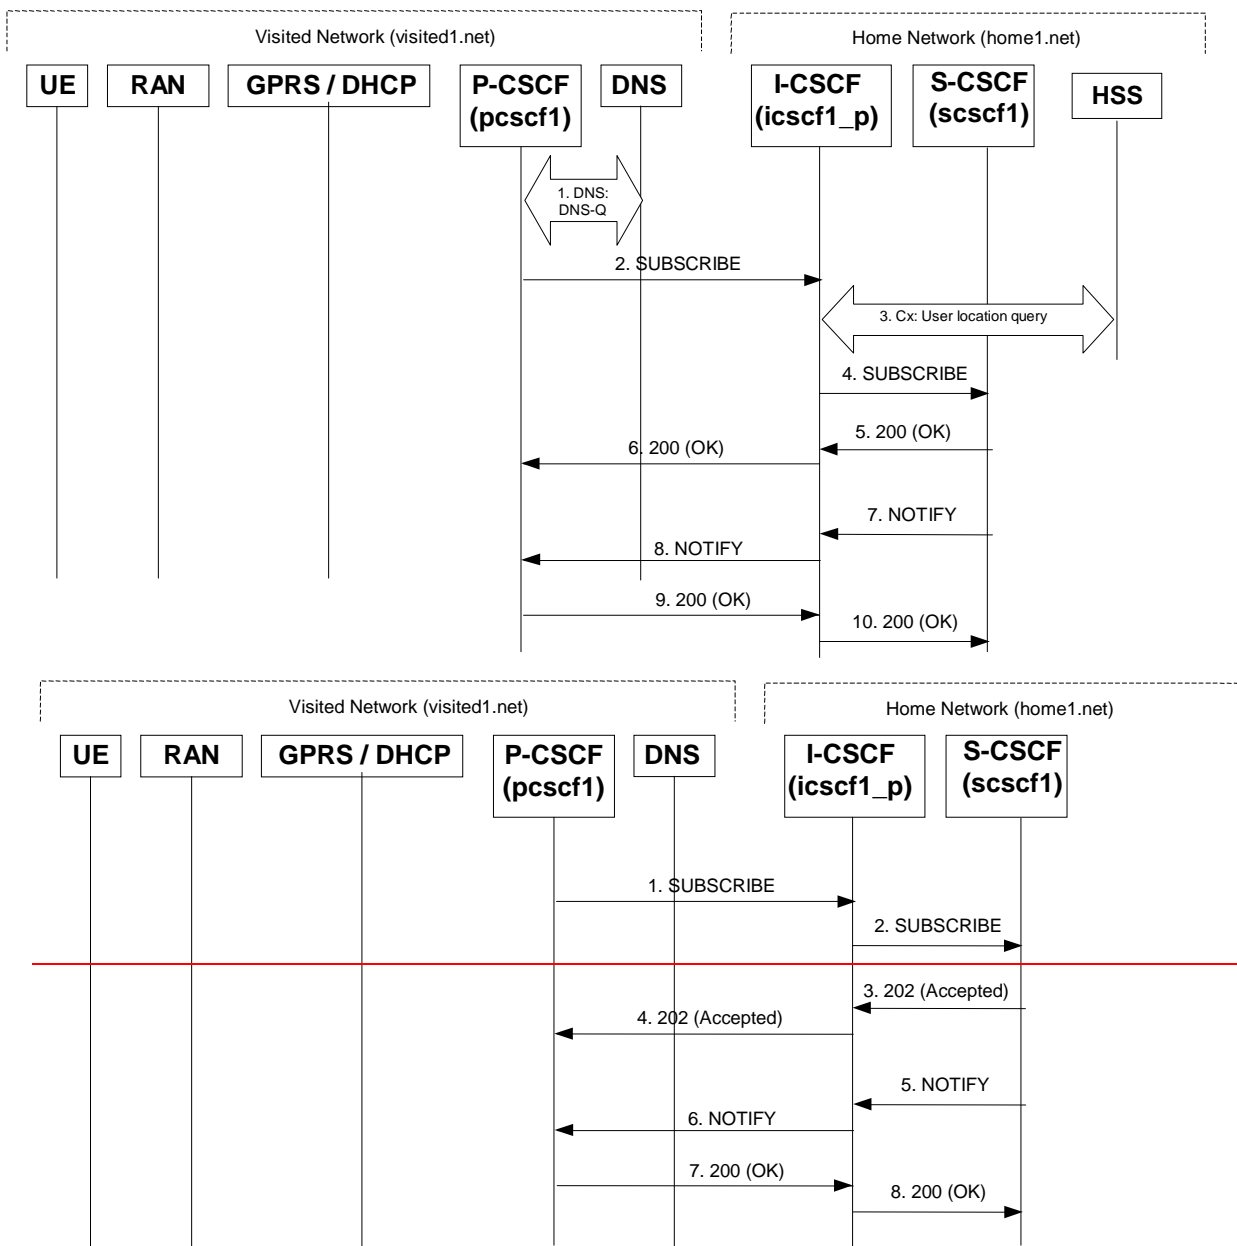 Visited Network (visited1.net)
Home Network (home1.net)
UE
RAN
GPRS / DHCP
P-CSCF
(pcscf1)
DNS
I-CSCF
(icscf1_p)
S-CSCF
(scscf1)
HSS
1. DNS:
DNS-Q
2. SUBSCRIBE
3. Cx: User location query
4. SUBSCRIBE
5. 200 (OK)
6. 200 (OK)
7. NOTIFY
8. NOTIFY
9. 200 (OK)
10. 200 (OK)
Visited Network (visited1.net)
Home Network (home1.net)
UE
RAN
GPRS / DHCP
P-CSCF
(pcscf1)
DNS
I-CSCF
(icscf1_p)
S-CSCF
(scscf1)
1. SUBSCRIBE
2. SUBSCRIBE
3. 202 (Accepted)
4. 202 (Accepted)
5. NOTIFY
6. NOTIFY
7. 200 (OK)
8. 200 (OK)